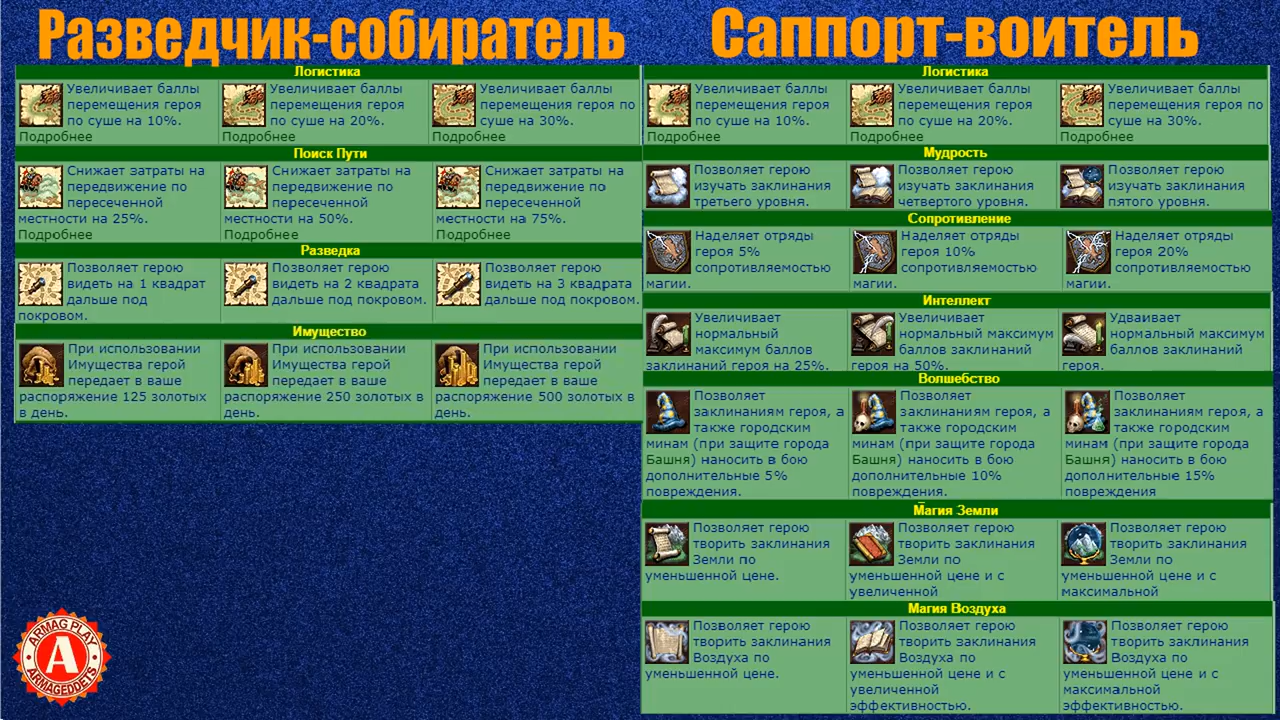 Разведчик-собиратель
Логистика
Увеличивает баллы
перемещения героя
по суше на 10%.
Подробнее
Увеличивает баллы
перемещения героя
по суше на 20%.
Подробнее
Увеличивает баллы
перемещения героя по
суше на 30%.
Подробнее
Поиск Пути
Снижает затраты на
передвижение по
пересеченной
местности на 25%.
Подробнее
Снижает затраты на
передвижение по
пересеченной
местности на 50%.
Подробнее
Снижает затраты на
передвижение по
пересеченной
местности на 75%.
Подробнее
Разведка
Позволяет герою
видеть на 1 квадрат
дальше под
покровом.
Позволяет герою
видеть на 2 квадрата
дальше под покровом.
Позволяет герою
видеть на 3 квадрата
дальше под покровом.
Имущество
При использовании
Имущества герой
передает в ваше
распоряжение 125 золотых
в день.
При использовании
Имущества герой
передает в ваше
распоряжение 250 золотых в
день.
При использовании
Имущества герой
передает в ваше
распоряжение 500 золотых в
день.
Саппорт-воитель
Логистика
Увеличивает баллы
перемещения героя
по суше на 10%.
Подробнее
Увеличивает баллы
перемещения героя
по суше на 20%.
Подробнее
Увеличивает баллы
перемещения героя по
суше на 30%.
Подробнее
Мудрость
Позволяет герою
изучать заклинания
третьего уровня.
Позволяет герою
изучать заклинания
четвертого уровня.
Позволяет герою
изучать заклинания
пятого уровня.
Сопротивление
Наделяет отряды
героя 5%
сопротивляемостью
магии.
Наделяет отряды
героя 10%
сопротивляемостью
магии.
Наделяет отряды
героя 20%
сопротивляемостью
магии.
Интеллект
Увеличивает
нормальный
максимум баллов
заклинаний героя на 25%.
Увеличивает
нормальный максимум
баллов заклинаний
героя на 50%.
Удваивает
нормальный максимум
баллов заклинаний
героя.
Волшебство
Позволяет
заклинаниям героя, а
также городским
минам (при защите города
Башня) наносить в бою
дополнительные 5%
повреждения.
Позволяет
заклинаниям героя, а
также городским
минам (при защите города
Башня) наносить в бою
дополнительные 10%
повреждения.
Позволяет
заклинаниям героя, а
также городским
минам (при защите города
Башня) наносить в бою
дополнительные 15%
повреждения
Магия Земли
Позволяет герою
творить заклинания
Земли по
уменьшенной цене.
Позволяет герою
творить заклинания
Земли по
уменьшенной цене и с
увеличенной
Позволяет герою
творить заклинания
Земли по
уменьшенной цене и с
максимальной
Магия Воздуха
Позволяет герою
творить заклинания
Воздуха по
уменьшенной цене.
Позволяет герою
творить заклинания
Воздуха по
уменьшенной цене и с
увеличенной
эффективностью.
Позволяет герою
творить заклинания
Воздуха по
уменьшенной цене и с
максимальной
эффективностью.
ARMAG PLAY
A
ARMAGEDDETS